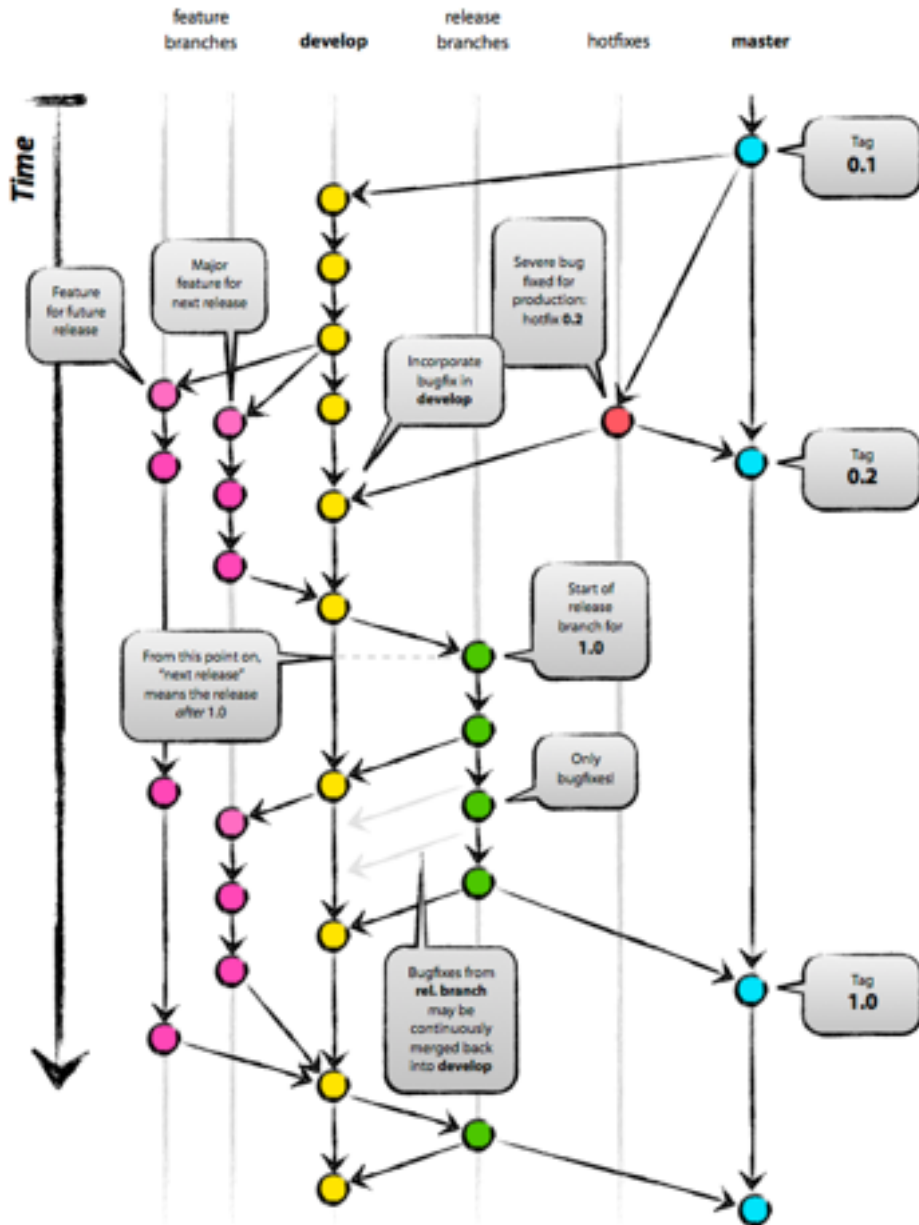 feature
branches
develop
release
branches
hotfixes
master
Time
Tag
0.1
Feature
for future
release
Major
feature for
next release
Severe bug
fixed for
production:
hotfix 0.2
Incorporate
bugfix in
develop
Tag
0.2
Start of
release
branch for
1.0
From this point on,
“next release”
means the release
after 1.0
Only
bugfixes!
Bugfixes from
rel. branch
may be
continuously
merged back
into develop
Tag
1.0